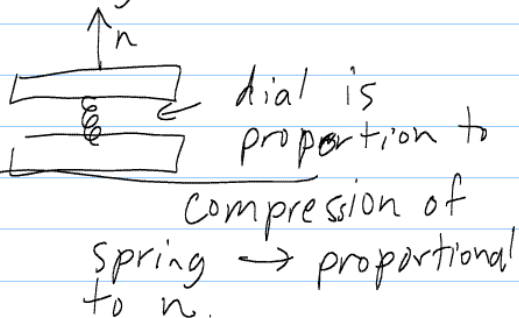 n
dial is
proportion to
compression of
spring → proportional
to n.